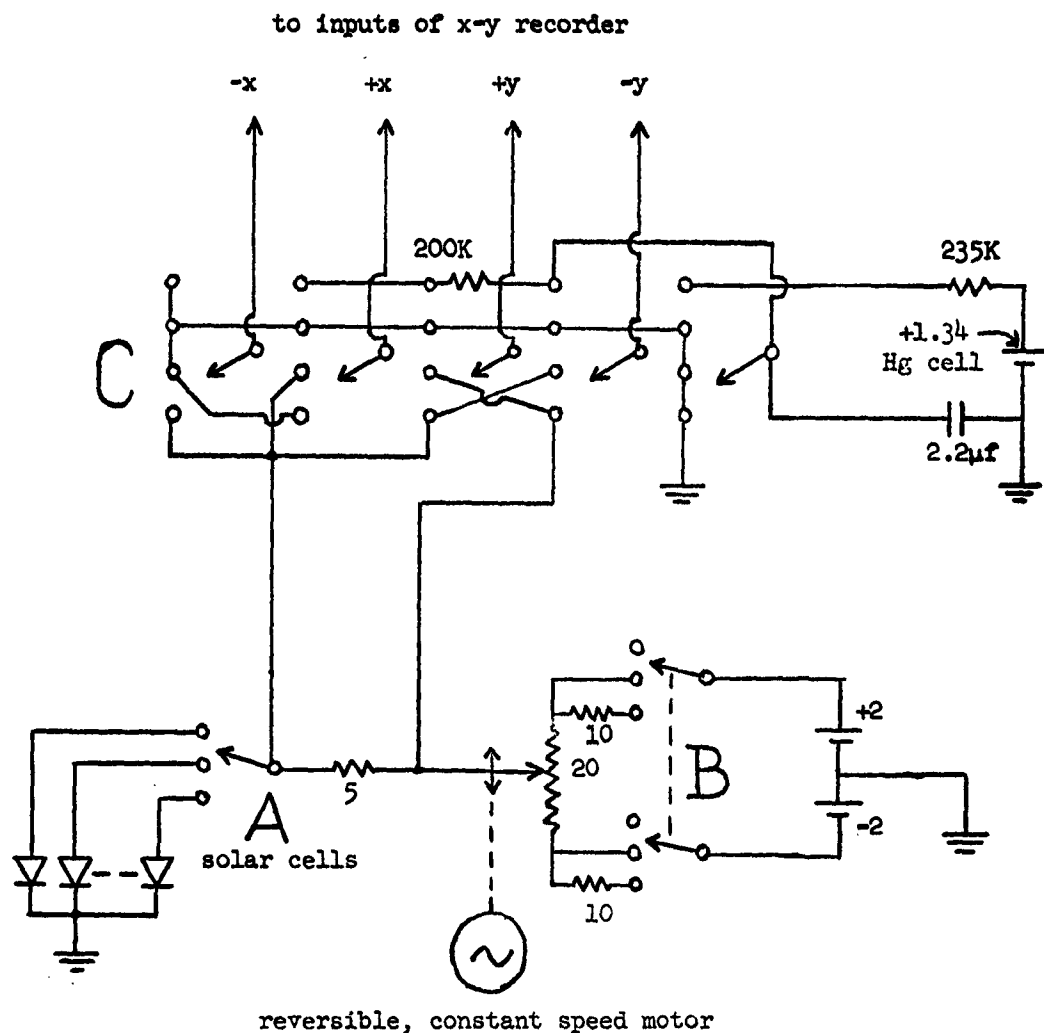 to inputs of x-y recorder
-x +x +y -y
200K 235K
+1.34
Hg cell
C
2.2μf
+2
10
B
20
5
A
-2
solar cells
10
~
reversible, constant speed motor